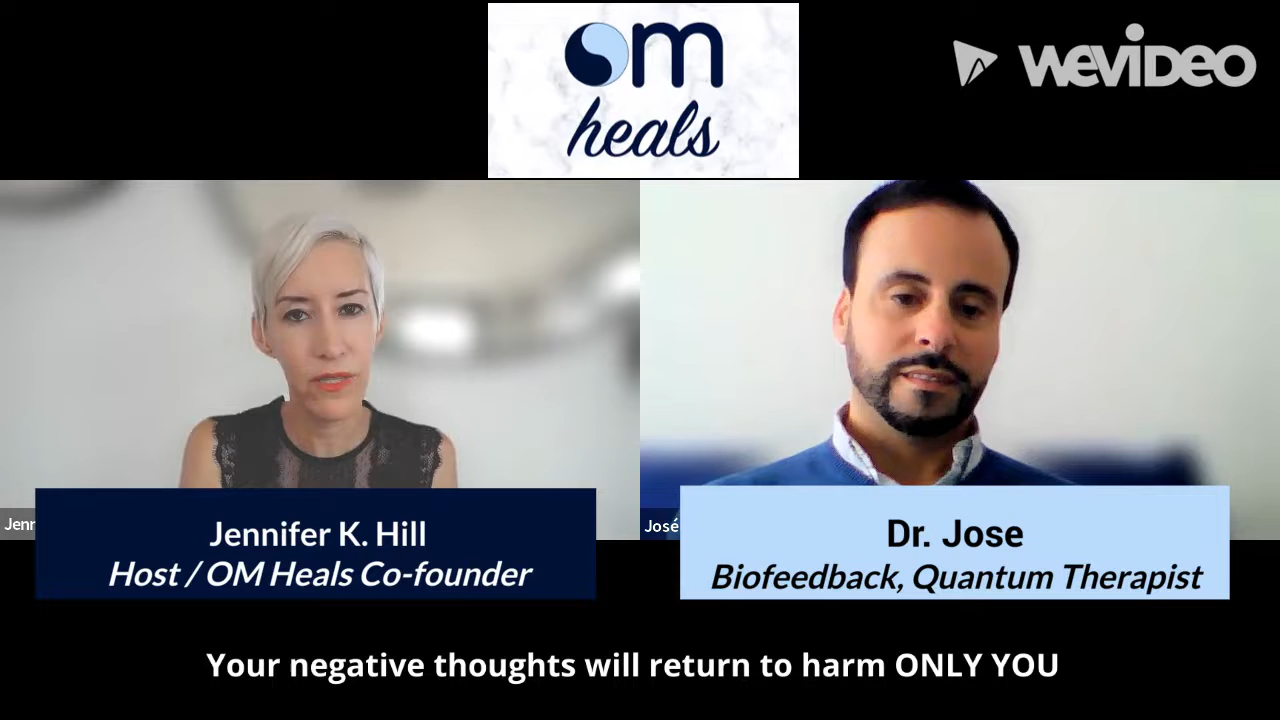 om
heals
WEVIDEO
Jenn
Jennifer K. Hill
Host / OM Heals Co-founder
José
Dr. Jose
Biofeedback, Quantum Therapist
Your negative thoughts will return to harm ONLY YOU